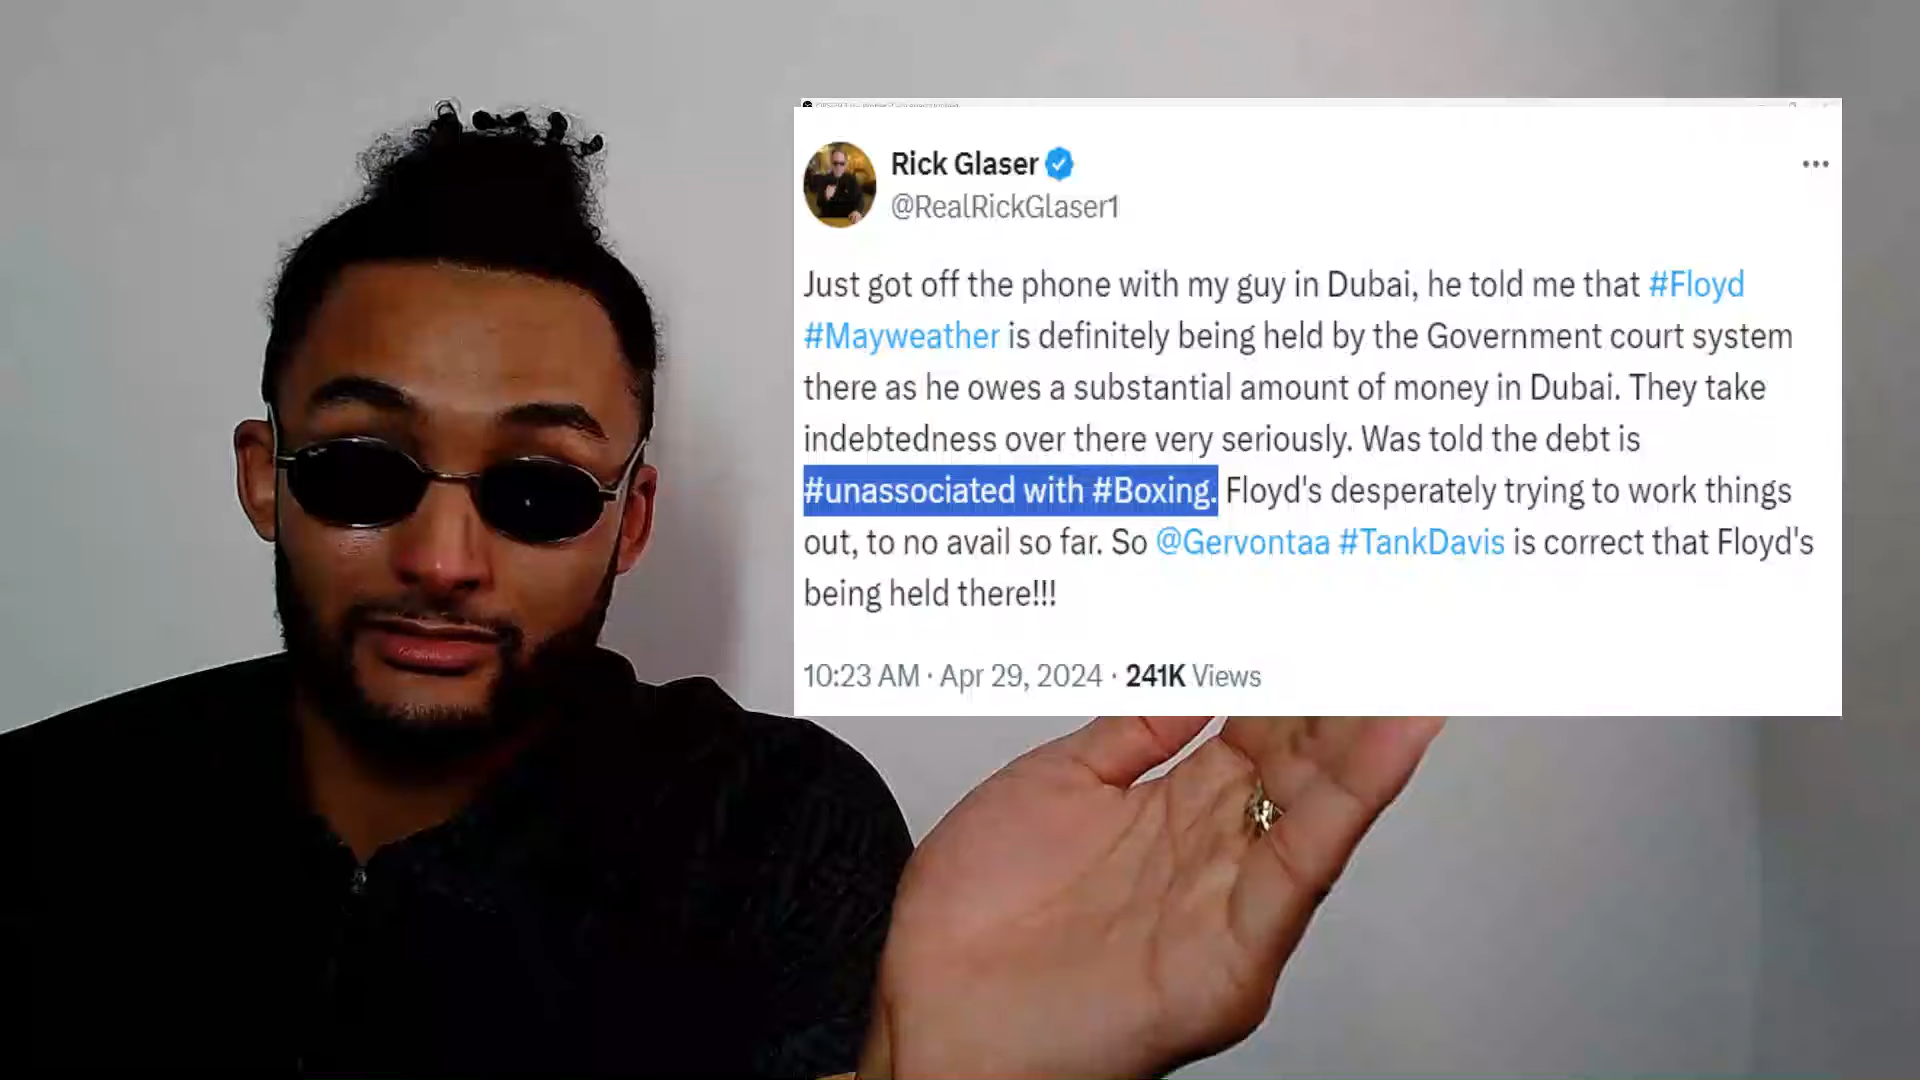 Rick Glaser
@RealRickGlaser1
Just got off the phone with my guy in Dubai, he told me that #Floyd
#Mayweather is definitely being held by the Government court system
there as he owes a substantial amount of money in Dubai. They take
indebtedness over there very seriously. Was told the debt is
#unassociated with #Boxing. Floyd's desperately trying to work things
out, to no avail so far. So @Gervontaa #TankDavis is correct that Floyd's
being held there!!!
10:23 AM · Apr 29, 2024 · 241K Views